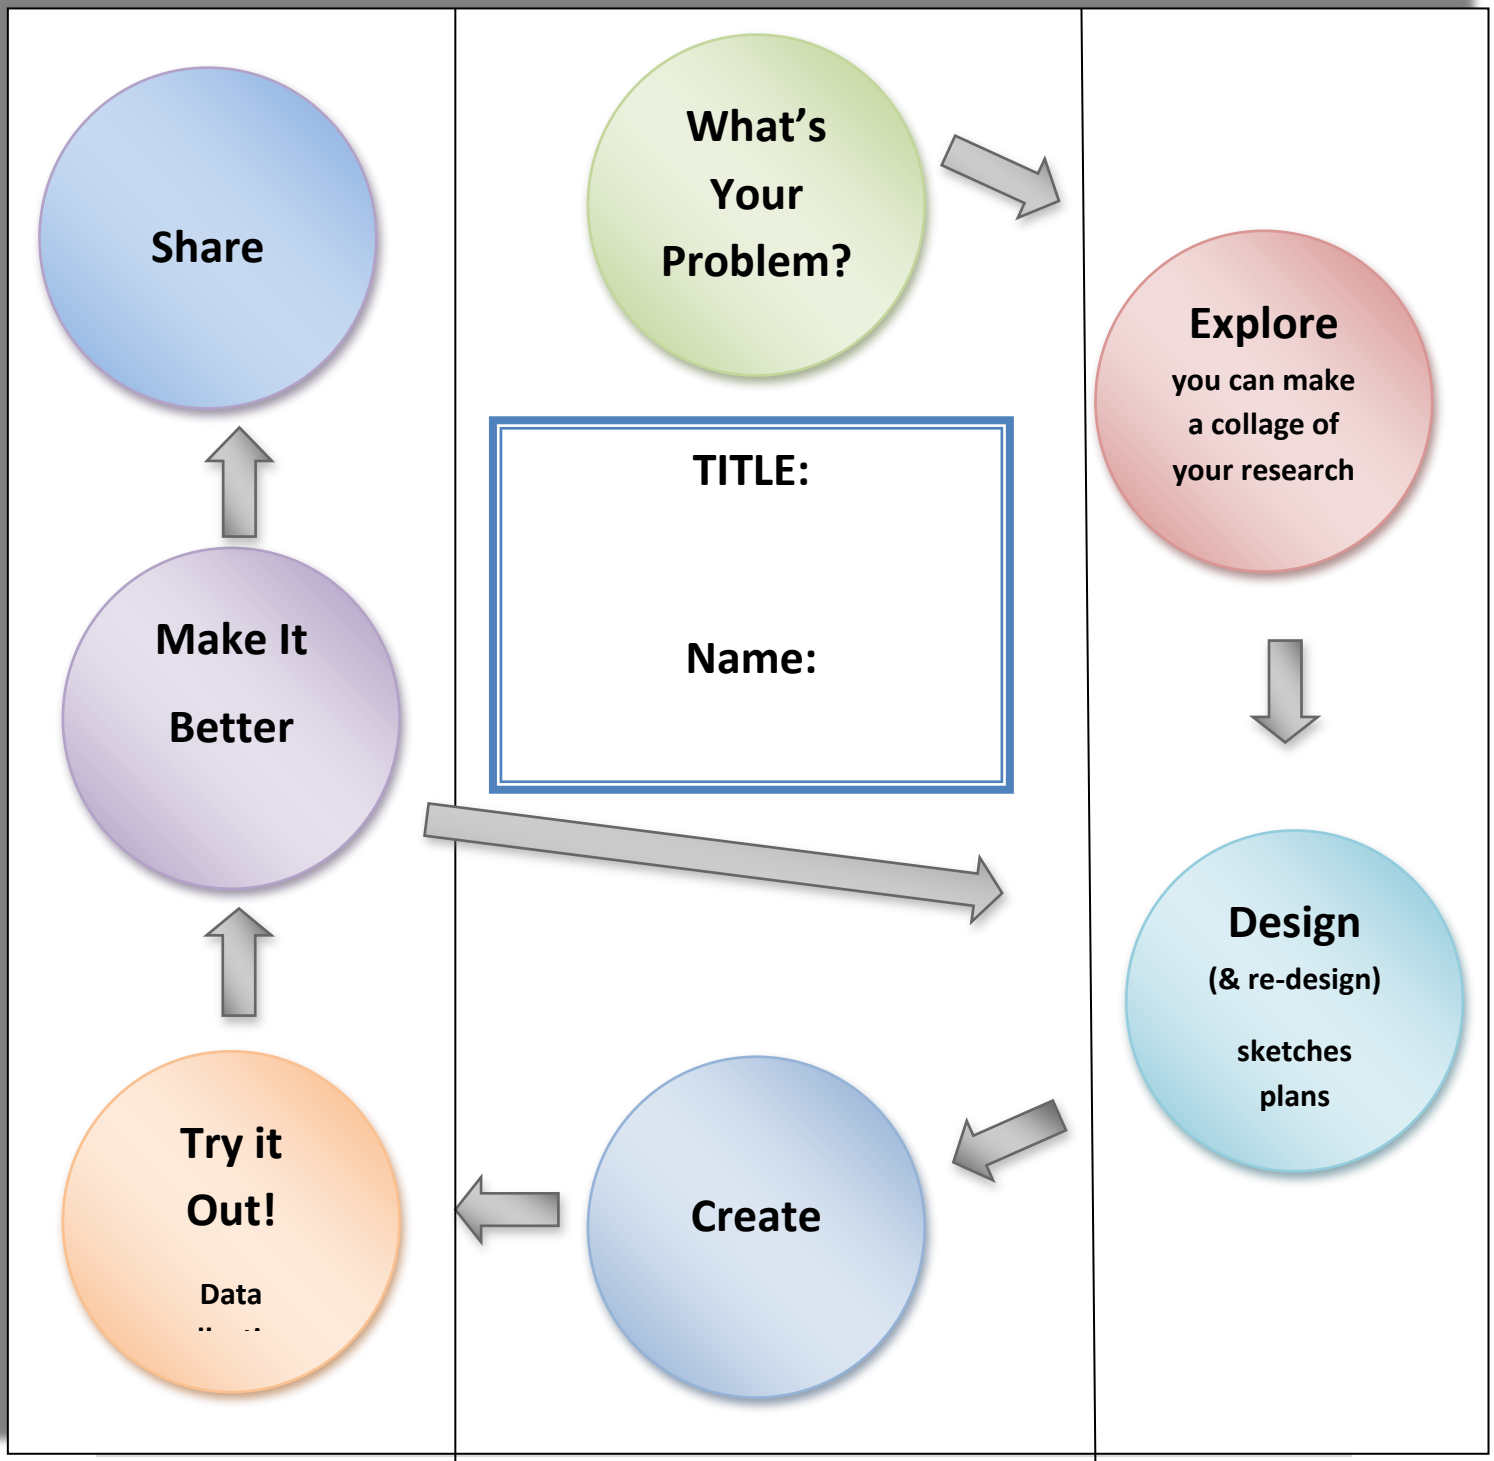 Share
What’s
Your
Problem?
Explore
you can make
a collage of
your research
TITLE:
Name:
Make It
Better
Design
(& re-design)
sketches
plans
Create
Try it
Out!
Data